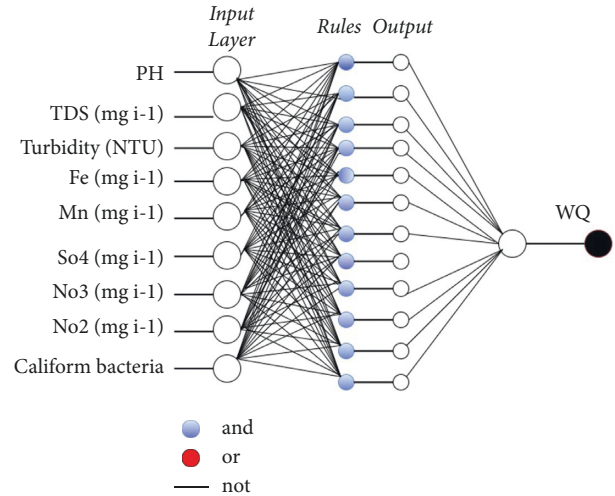 Input
Layer
Rules
Output
PH
TDS (mg i-1)
Turbidity (NTU)
Fe (mg i-1)
Mn (mg i-1)
So4 (mg i-1)
No3 (mg i-1)
No2 (mg i-1)
Caliform bacteria
WQ
and
or
not